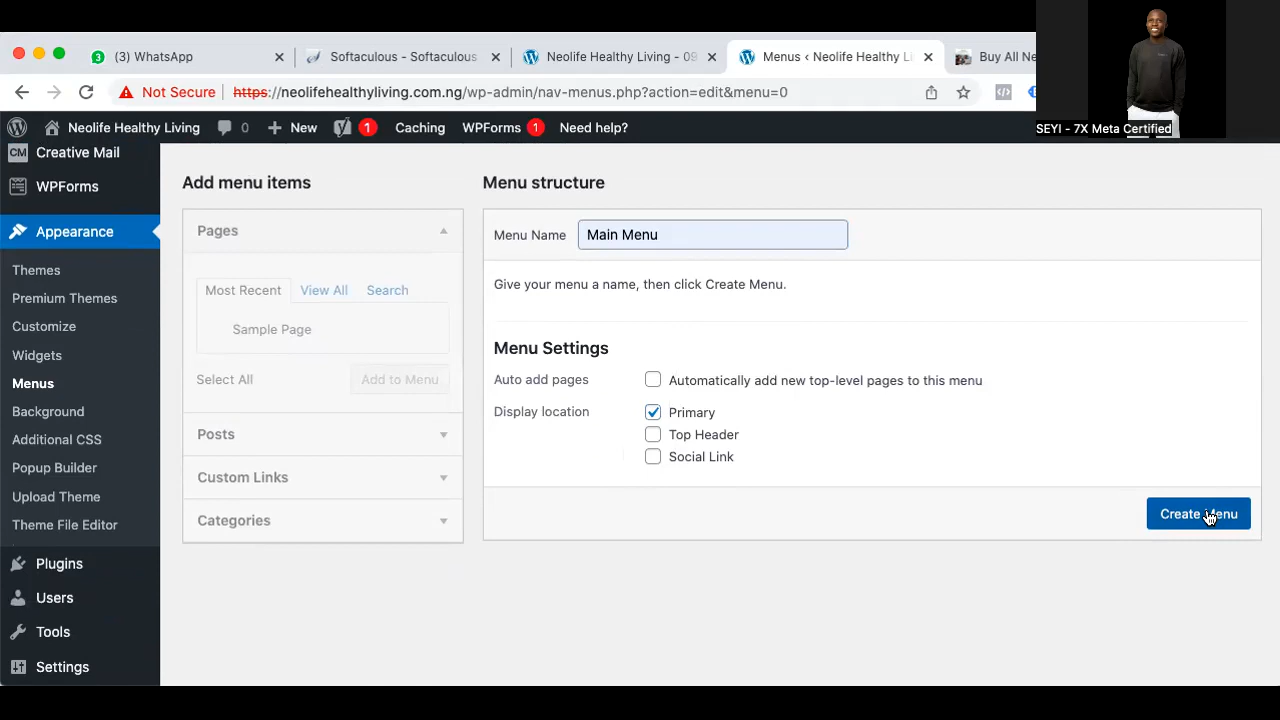 (3) WhatsApp
Softaculous - Softaculous
Neolife Healthy Living - 09
Menus ‹ Neolife Healthy Li
Buy All Ne
Not Secure
https://neolifehealthyliving.com.ng/wp-admin/nav-menus.php?action=edit&menu=0
SEYI - 7X Meta Certified
Neolife Healthy Living
0
New
1
Caching
WPForms
1
Need help?
CM
Creative Mail
WPForms
Appearance
Themes
Premium Themes
Customize
Widgets
Menus
Background
Additional CSS
Popup Builder
Upload Theme
Theme File Editor
Plugins
Users
Tools
Settings
Add menu items
Pages
Most Recent
View All
Search
Sample Page
Select All
Add to Menu
Posts
Custom Links
Categories
Menu structure
Menu Name
Main Menu
Give your menu a name, then click Create Menu.
Menu Settings
Auto add pages
Automatically add new top-level pages to this menu
Display location
Primary
Top Header
Social Link
Create Menu